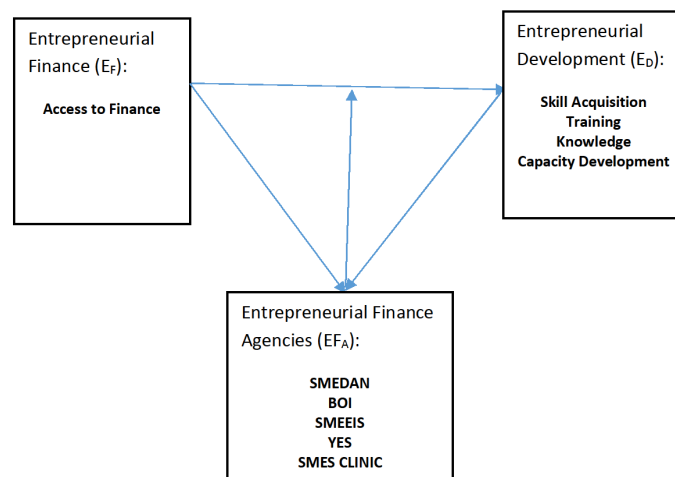 Entrepreneurial
Finance (EF):
Access to Finance
Entrepreneurial
Development (ED):
Skill Acquisition
Training
Knowledge
Capacity Development
Entrepreneurial Finance
Agencies (EFA):
SMEDAN
BOI
SMEEIS
YES
SMES CLINIC